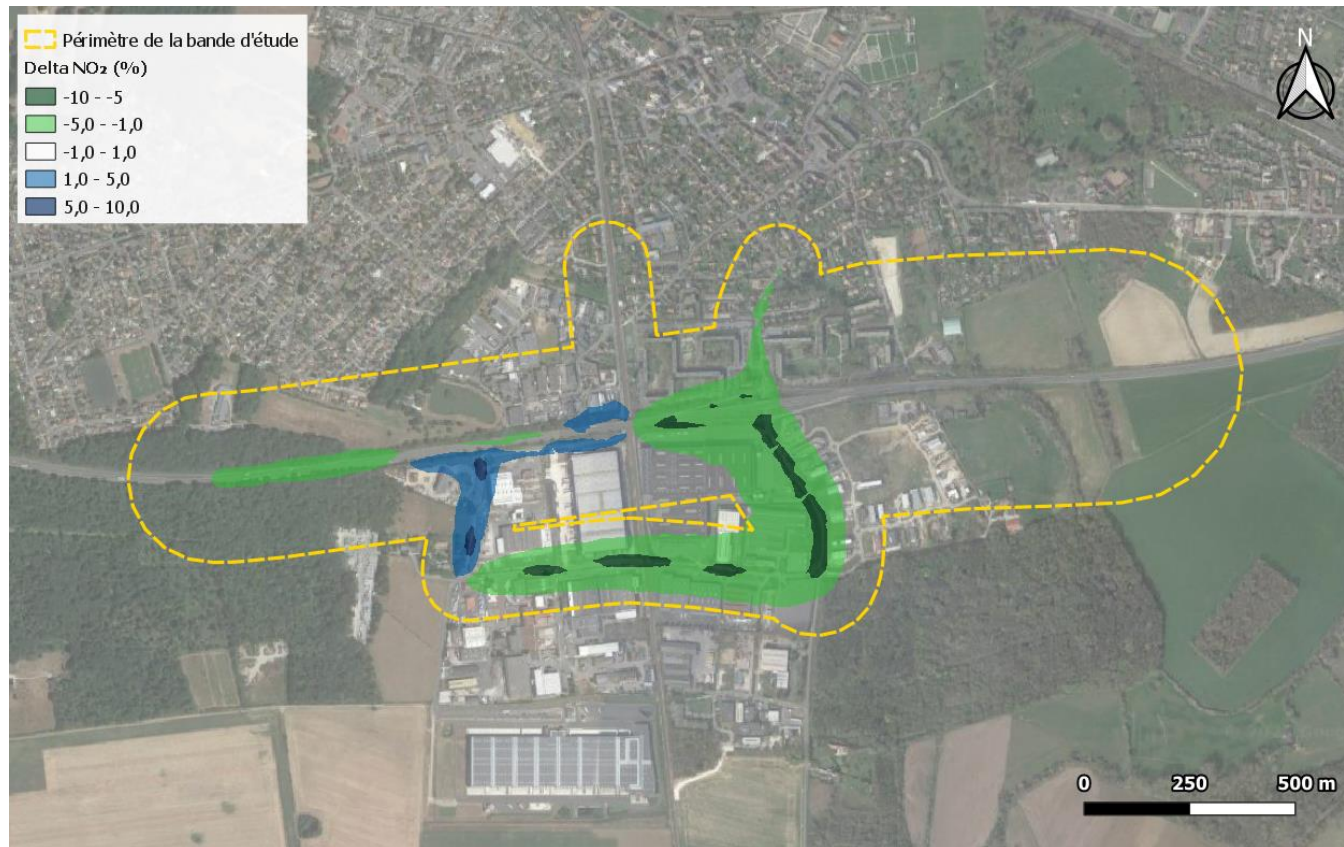 Périmètre de la bande d'étude
Delta NO₂ (%)
-10 - -5
-5,0 - -1,0
-1,0 - 1,0
1,0 - 5,0
5,0 - 10,0
N
0 250 500 m